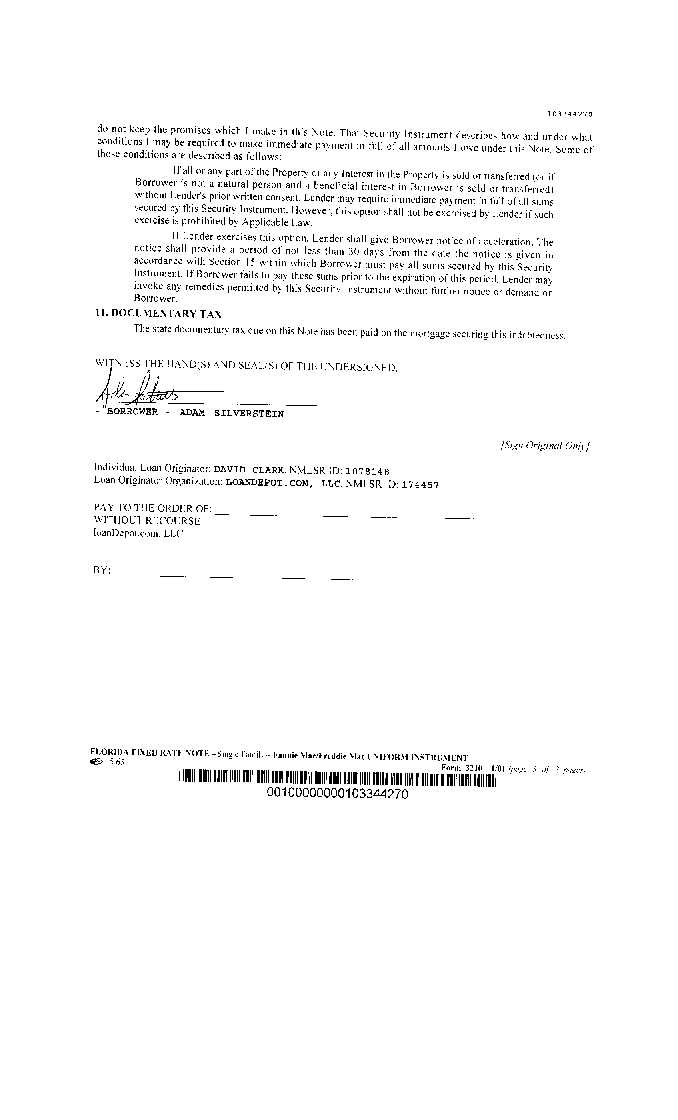 103344270
do not keep the promises which I make in this Note. That Security Instrument describes how and under what
conditions I may be required to make immediate payment in full of all amounts I owe under this Note. Some of
those conditions are described as follows:
If all or any part of the Property or any Interest in the Property is sold or transferred (or if
Borrower is not a natural person and a beneficial interest in Borrower is sold or transferred)
without Lender's prior written consent, Lender may require immediate payment in full of all sums
secured by this Security Instrument. However, this option shall not be exercised by Lender if such
exercise is prohibited by Applicable Law.
If Lender exercises this option, Lender shall give Borrower notice of acceleration. The
notice shall provide a period of not less than 30 days from the date the notice is given in
accordance with Section 15 within which Borrower must pay all sums secured by this Security
Instrument. If Borrower fails to pay these sums prior to the expiration of this period, Lender may
invoke any remedies permitted by this Security Instrument without further notice or demand on
Borrower.
11. DOCUMENTARY TAX
The state documentary tax due on this Note has been paid on the mortgage securing this indebtedness.
WITNESS THE HAND(S) AND SEAL(S) OF THE UNDERSIGNED.
- BORROWER - ADAM SILVERSTEIN
[Sign Original Only]
Individual Loan Originator: DAVID CLARK, NMLSR ID: 1078148
Loan Originator Organization: LOANDEPOT.COM, LLC, NMLSR ID: 174457
PAY TO THE ORDER OF:
WITHOUT RECOURSE
loanDepot.com, LLC
BY:
FLORIDA FIXED RATE NOTE - Single Family - Fannie Mae/Freddie Mac UNIFORM INSTRUMENT
Form 3210 1/01 (page 3 of 3 pages)
00100000000103344270